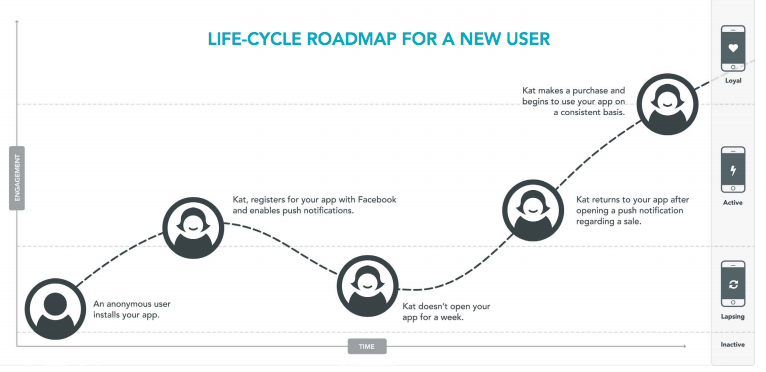 LIFE-CYCLE ROADMAP FOR A NEW USER
Loyal
Kat makes a purchase and
begins to use your app on
a consistent basis.
ENGAGEMENT
Active
Kat, registers for your app with Facebook
and enables push notifications.
Kat returns to your app after
opening a push notification
regarding a sale.
An anonymous user
installs your app.
Kat doesn't open your
app for a week.
Lapsing
TIME
Inactive